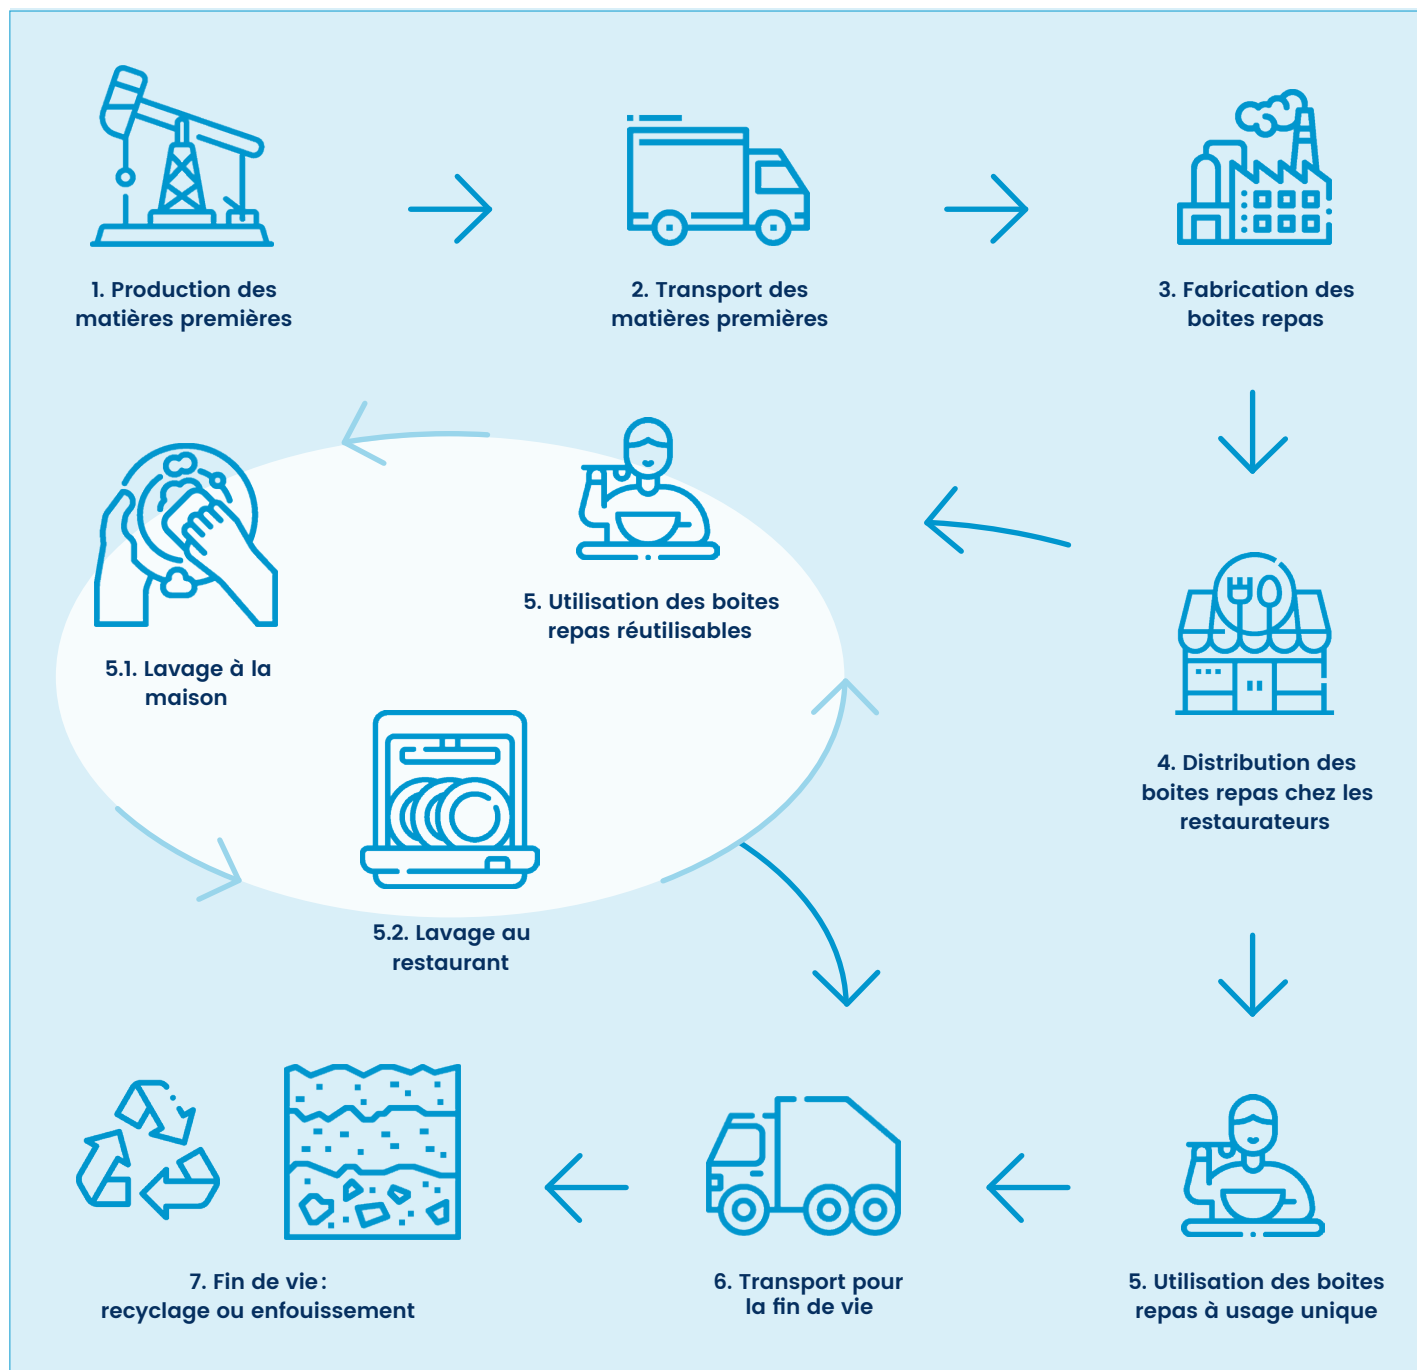 1. Production des
matières premières
2. Transport des
matières premières
3. Fabrication des
boites repas
5. Utilisation des boites
repas réutilisables
5.1. Lavage à la
maison
4. Distribution des
boites repas chez les
restaurateurs
5.2. Lavage au
restaurant
7. Fin de vie :
recyclage ou enfouissement
6. Transport pour
la fin de vie
5. Utilisation des boites
repas à usage unique